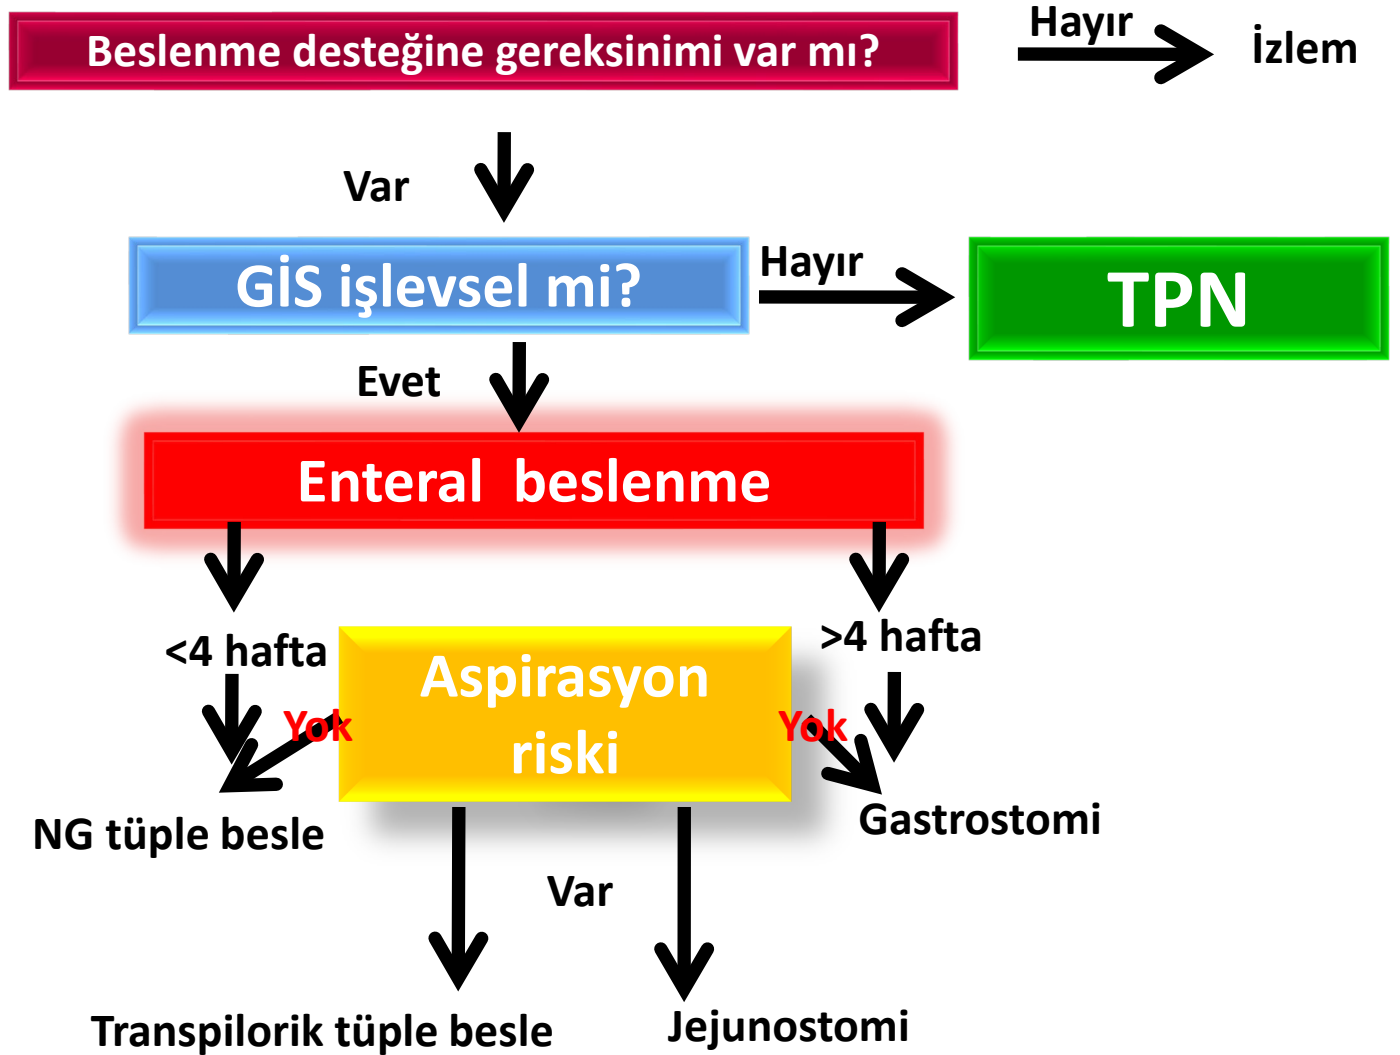 Beslenme desteğine gereksinimi var mı?
Hayır
İzlem
Var
GİS işlevsel mi?
Hayır
TPN
Evet
Enteral beslenme
<4 hafta
>4 hafta
Aspirasyon
riski
Yok
Yok
NG tüple besle
Gastrostomi
Var
Transpilorik tüple besle
Jejunostomi